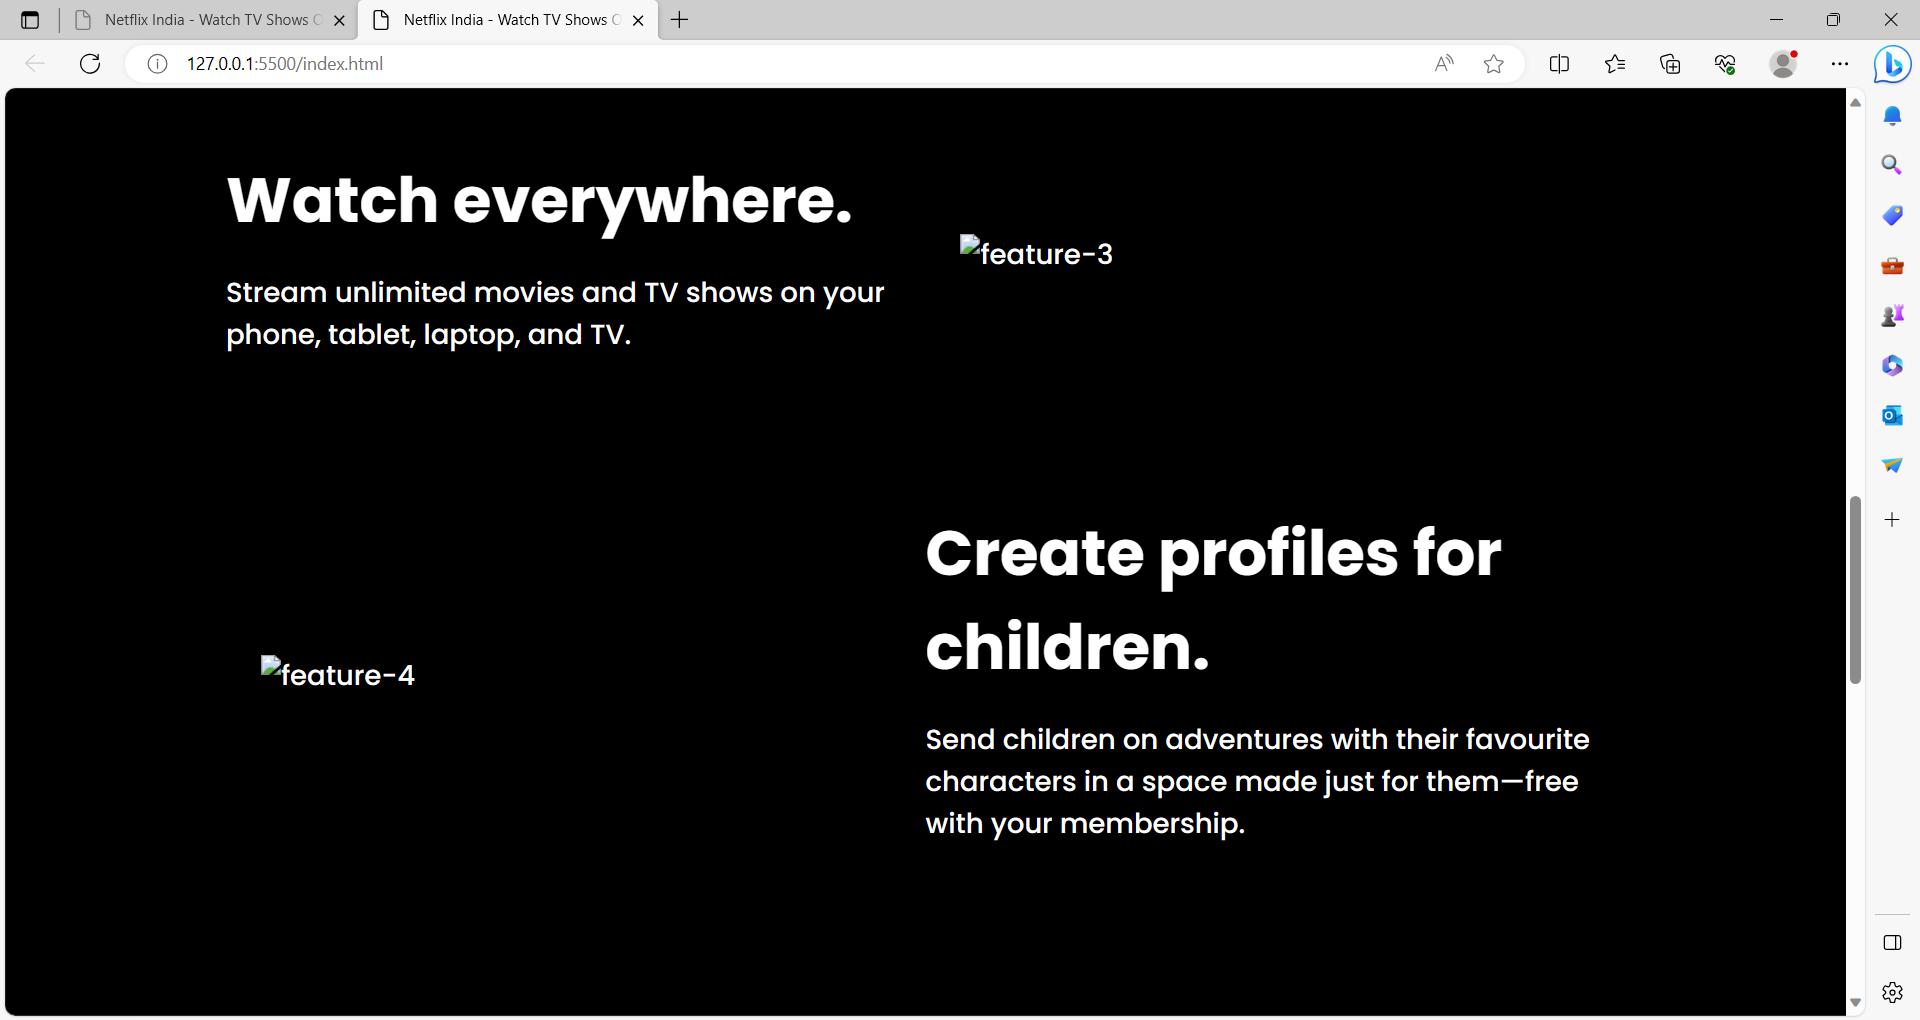 Netflix India - Watch TV Shows O
Netflix India - Watch TV Shows O
127.0.0.1:5500/index.html
Watch everywhere.
Stream unlimited movies and TV shows on your
phone, tablet, laptop, and TV.
feature-3
feature-4
Create profiles for
children.
Send children on adventures with their favourite
characters in a space made just for them—free
with your membership.